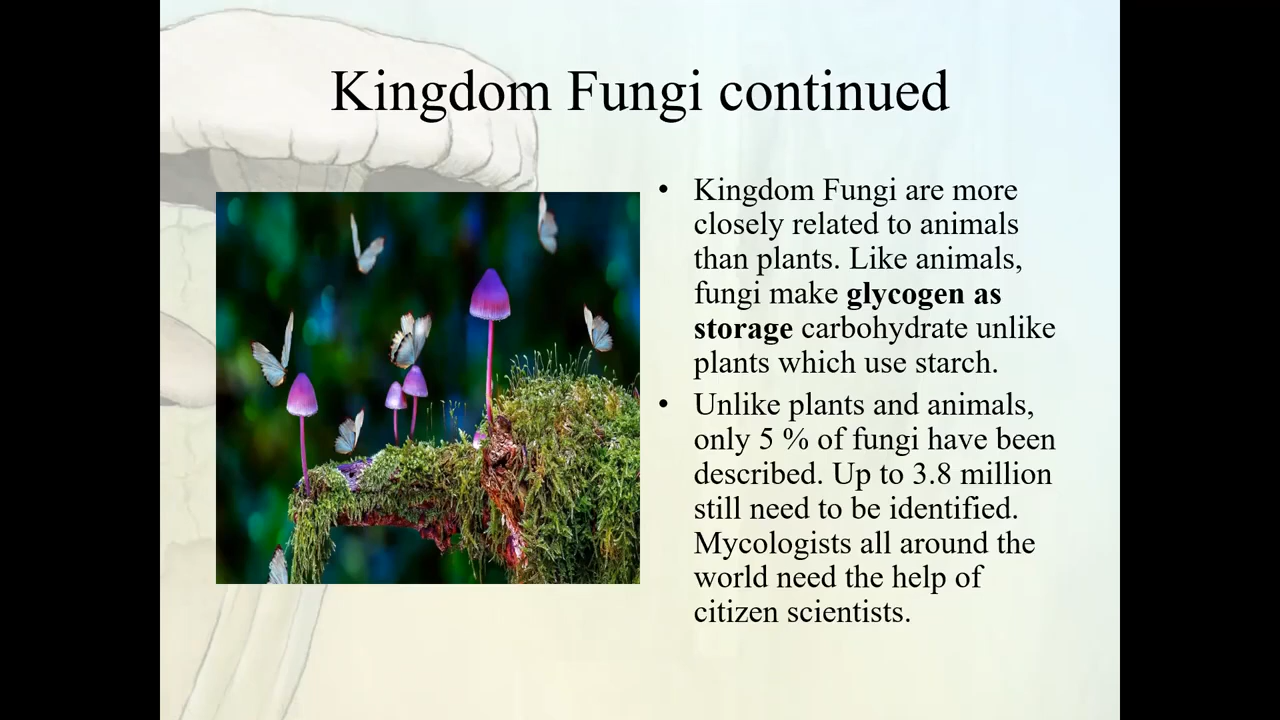 Kingdom Fungi continued
• Kingdom Fungi are more
closely related to animals
than plants. Like animals,
fungi make glycogen as
storage carbohydrate unlike
plants which use starch.
• Unlike plants and animals,
only 5 % of fungi have been
described. Up to 3.8 million
still need to be identified.
Mycologists all around the
world need the help of
citizen scientists.